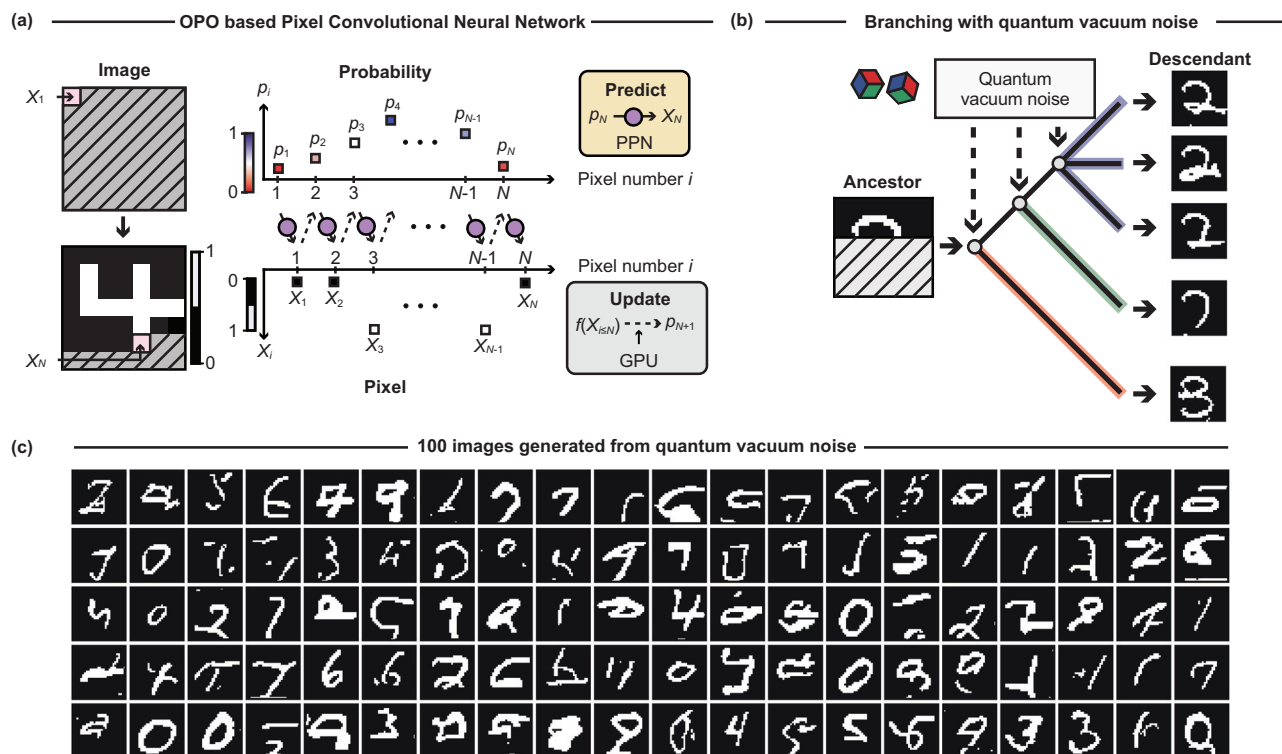 (a) OPO based Pixel Convolutional Neural Network
Image
X1
XN
1
0
Probability
pi
1
0
p1
p2
p3
p4
pN-1
pN
1 2 3 N-1 N
Pixel number i
Predict
pN XN
PPN
1 2 3 N-1 N
Pixel number i
0
1
X1
X2
X3
XN-1
XN
Xi
Pixel
Update
f(Xi≤N) pN+1
GPU
(b) Branching with quantum vacuum noise
Quantum
vacuum noise
Ancestor
Descendant
(c) 100 images generated from quantum vacuum noise